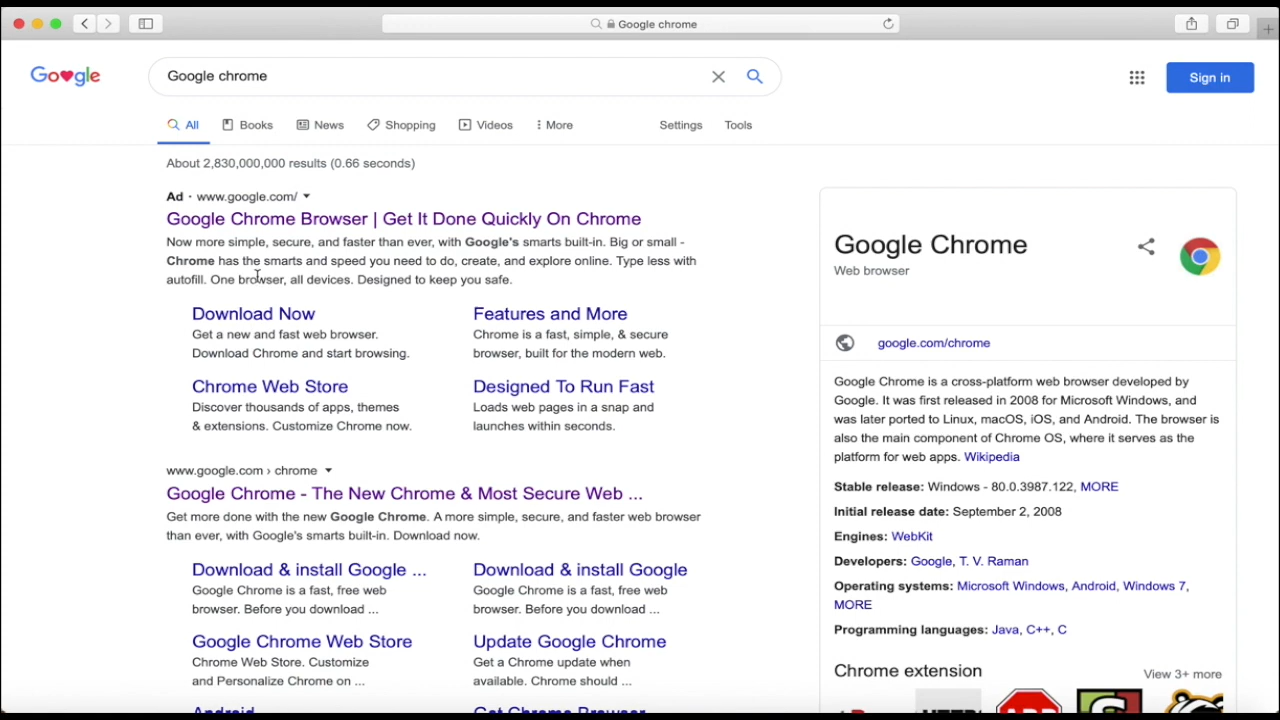 Google chrome
Go❤gle
Google chrome
Sign in
All Books News Shopping Videos More Settings Tools
About 2,830,000,000 results (0.66 seconds)
Ad · www.google.com/
Google Chrome Browser | Get It Done Quickly On Chrome
Now more simple, secure, and faster than ever, with Google's smarts built-in. Big or small -
Chrome has the smarts and speed you need to do, create, and explore online. Type less with
autofill. One browser, all devices. Designed to keep you safe.
Download Now
Get a new and fast web browser.
Download Chrome and start browsing.
Features and More
Chrome is a fast, simple, & secure
browser, built for the modern web.
Chrome Web Store
Discover thousands of apps, themes
& extensions. Customize Chrome now.
Designed To Run Fast
Loads web pages in a snap and
launches within seconds.
www.google.com › chrome
Google Chrome - The New Chrome & Most Secure Web ...
Get more done with the new Google Chrome. A more simple, secure, and faster web browser
than ever, with Google's smarts built-in. Download now.
Download & install Google ...
Google Chrome is a fast, free web
browser. Before you download ...
Download & install Google
Google Chrome is a fast, free web
browser. Before you download ...
Google Chrome Web Store
Chrome Web Store. Customize
and Personalize Chrome on ...
Update Google Chrome
Get a Chrome update when
available. Chrome should ...
Android
Get Chrome Browser
Google Chrome
Web browser
google.com/chrome
Google Chrome is a cross-platform web browser developed by
Google. It was first released in 2008 for Microsoft Windows, and
was later ported to Linux, macOS, iOS, and Android. The browser is
also the main component of Chrome OS, where it serves as the
platform for web apps. Wikipedia
Stable release: Windows - 80.0.3987.122, MORE
Initial release date: September 2, 2008
Engines: WebKit
Developers: Google, T. V. Raman
Operating systems: Microsoft Windows, Android, Windows 7,
MORE
Programming languages: Java, C++, C
Chrome extension
View 3+ more